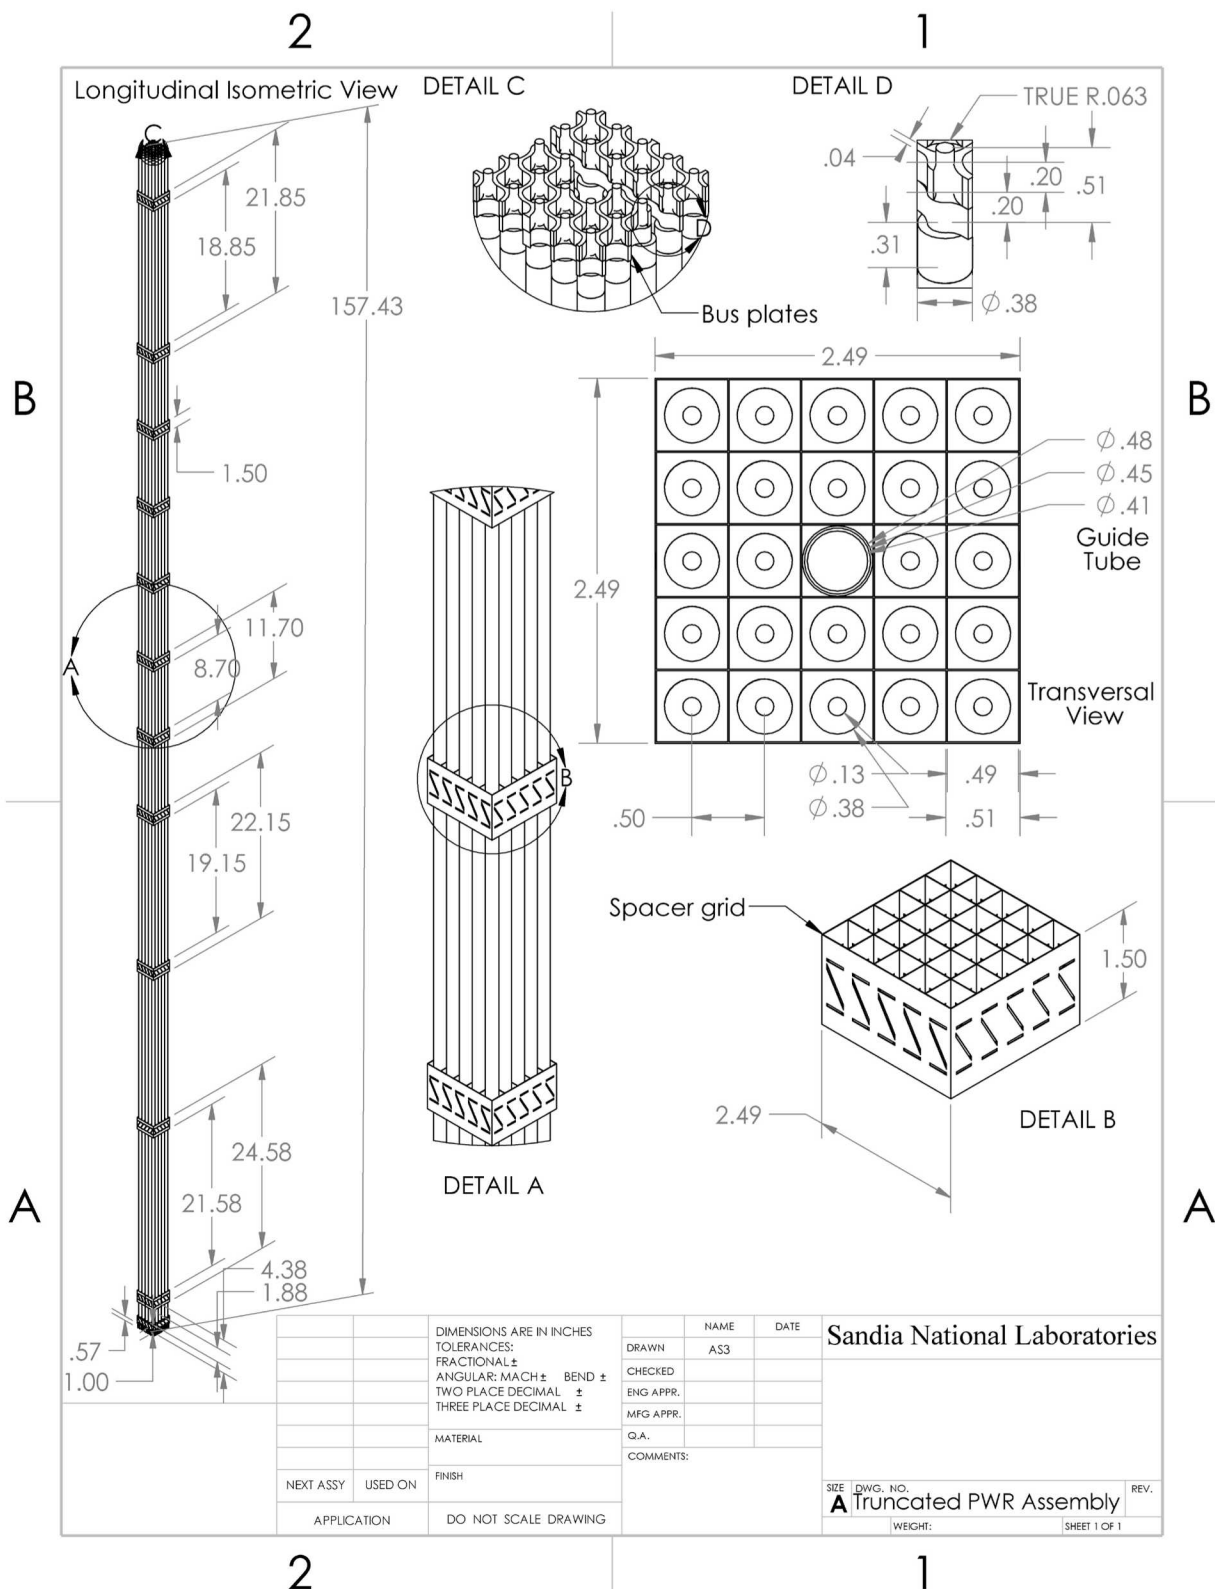 2
1
Longitudinal Isometric View
DETAIL C
DETAIL D
C
TRUE R.063
.04
.20
.51
.20
.31
Ø.38
D
Bus plates
21.85
18.85
157.43
B
B
1.50
2.49
Ø.48
Ø.45
Ø.41
Guide
Tube
2.49
11.70
8.70
A
Transversal
View
B
Ø.13
Ø.38
.49
.50
.51
22.15
19.15
Spacer grid
1.50
2.49
DETAIL B
24.58
21.58
DETAIL A
A
A
4.38
1.88
.57
1.00
DIMENSIONS ARE IN INCHES
TOLERANCES:
FRACTIONAL±
ANGULAR: MACH± BEND ±
TWO PLACE DECIMAL ±
THREE PLACE DECIMAL ±
MATERIAL
FINISH
NEXT ASSY
USED ON
APPLICATION
DO NOT SCALE DRAWING
NAME
DATE
DRAWN
AS3
CHECKED
ENG APPR.
MFG APPR.
Q.A.
COMMENTS:
Sandia National Laboratories
SIZE
A
DWG. NO.
Truncated PWR Assembly
REV.
WEIGHT:
SHEET 1 OF 1
2
1